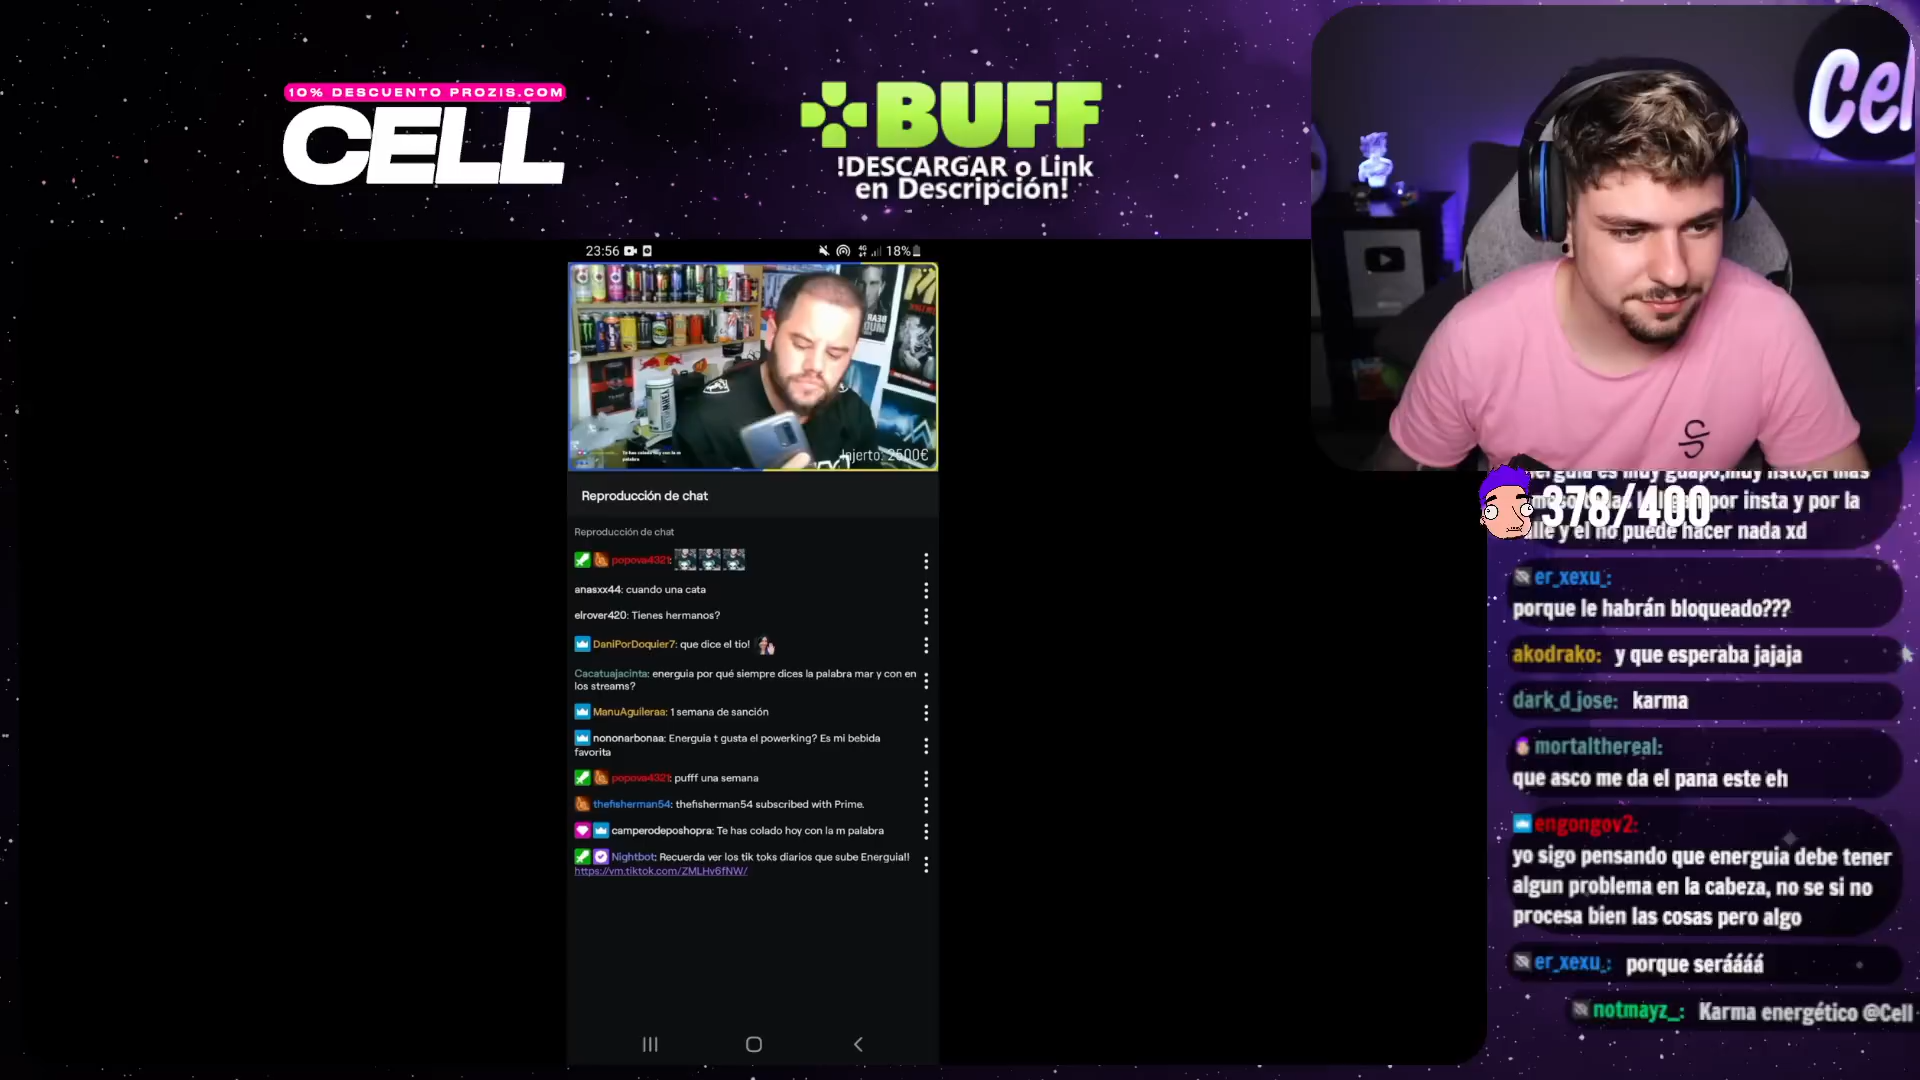 10% DESCUENTO PROZIS.COM
CELL
BUFF
!DESCARGAR o Link
en Descripción!
Cel
23:56
4G
18%
Injerto: 2500€
Reproducción de chat
Reproducción de chat
popova4321:
anasxx44: cuando una cata
elrover420: Tienes hermanos?
DaniPorDoquier7: que dice el tio!
Cacatuajacinta: energuia por qué siempre dices la palabra mar y con en
los streams?
ManuAguileraa: 1 semana de sanción
nononarbonaa: Energuia t gusta el powerking? Es mi bebida
favorita
popova4321: pufff una semana
thefisherman54: thefisherman54 subscribed with Prime.
camperodeposhopra: Te has colado hoy con la m palabra
Nightbot: Recuerda ver los tik toks diarios que sube Energuia!!
https://vm.tiktok.com/ZMLHv6fNW/
378/400
por insta y por la
y el no puede hacer nada xd
er_xexu_:
porque le habrán bloqueado???
akodrako: y que esperaba jajaja
dark_d_jose: karma
mortalthereal:
que asco me da el pana este eh
engongov2:
yo sigo pensando que energuia debe tener
algun problema en la cabeza, no se si no
procesa bien las cosas pero algo
er_xexu_: porque seráááá
notmayz_: Karma energético @Cell